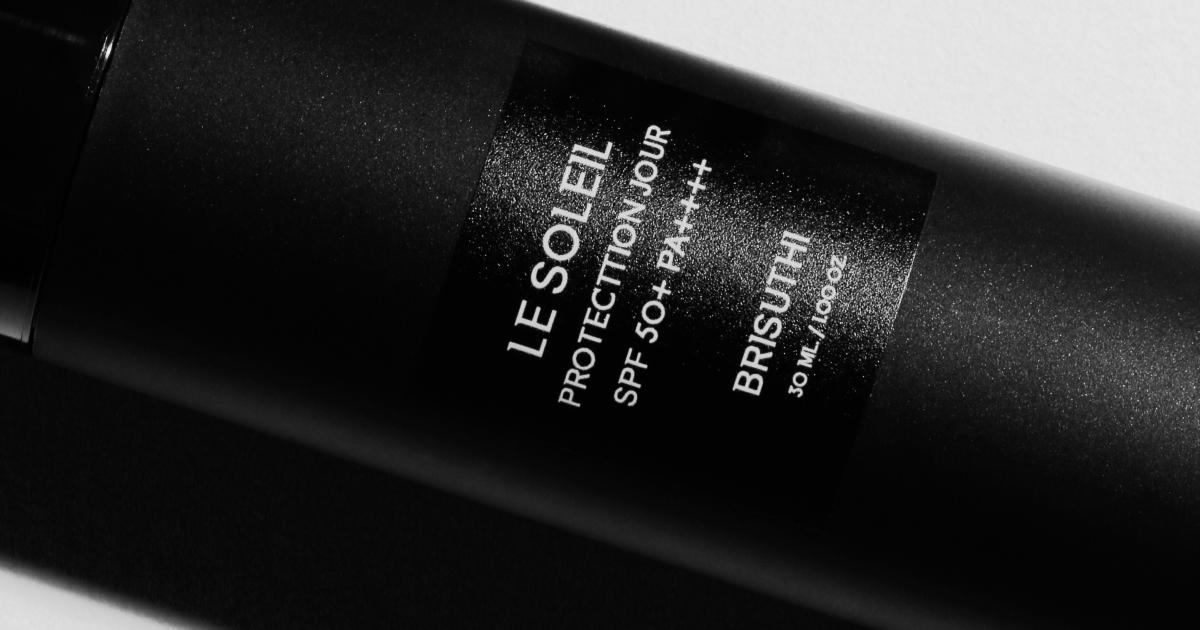 LE SOLEIL
PROTECTION JOUR
SPF 50+ PA++++
BRISUTHI
30 ML / 1.00 OZ